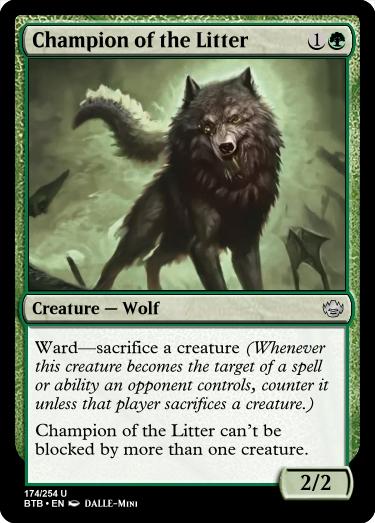 Champion of the Litter 1
Creature — Wolf
Ward—sacrifice a creature (Whenever
this creature becomes the target of a spell
or ability an opponent controls, counter it
unless that player sacrifices a creature.)
Champion of the Litter can't be
blocked by more than one creature.
2/2
174/254 U
BTB • EN DALLE-Mini